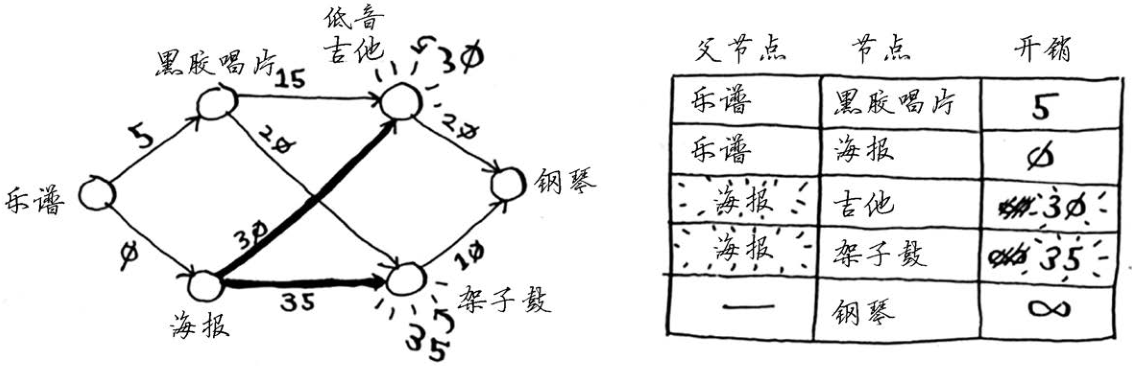 低音
吉他
30
黑胶唱片
15
5
20
20
乐谱
钢琴
0
30
10
35
架子鼓
海报
35
父节点 节点 开销
乐谱 黑胶唱片 5
乐谱 海报 0
海报 吉他 30
海报 架子鼓 35
— 钢琴 ∞